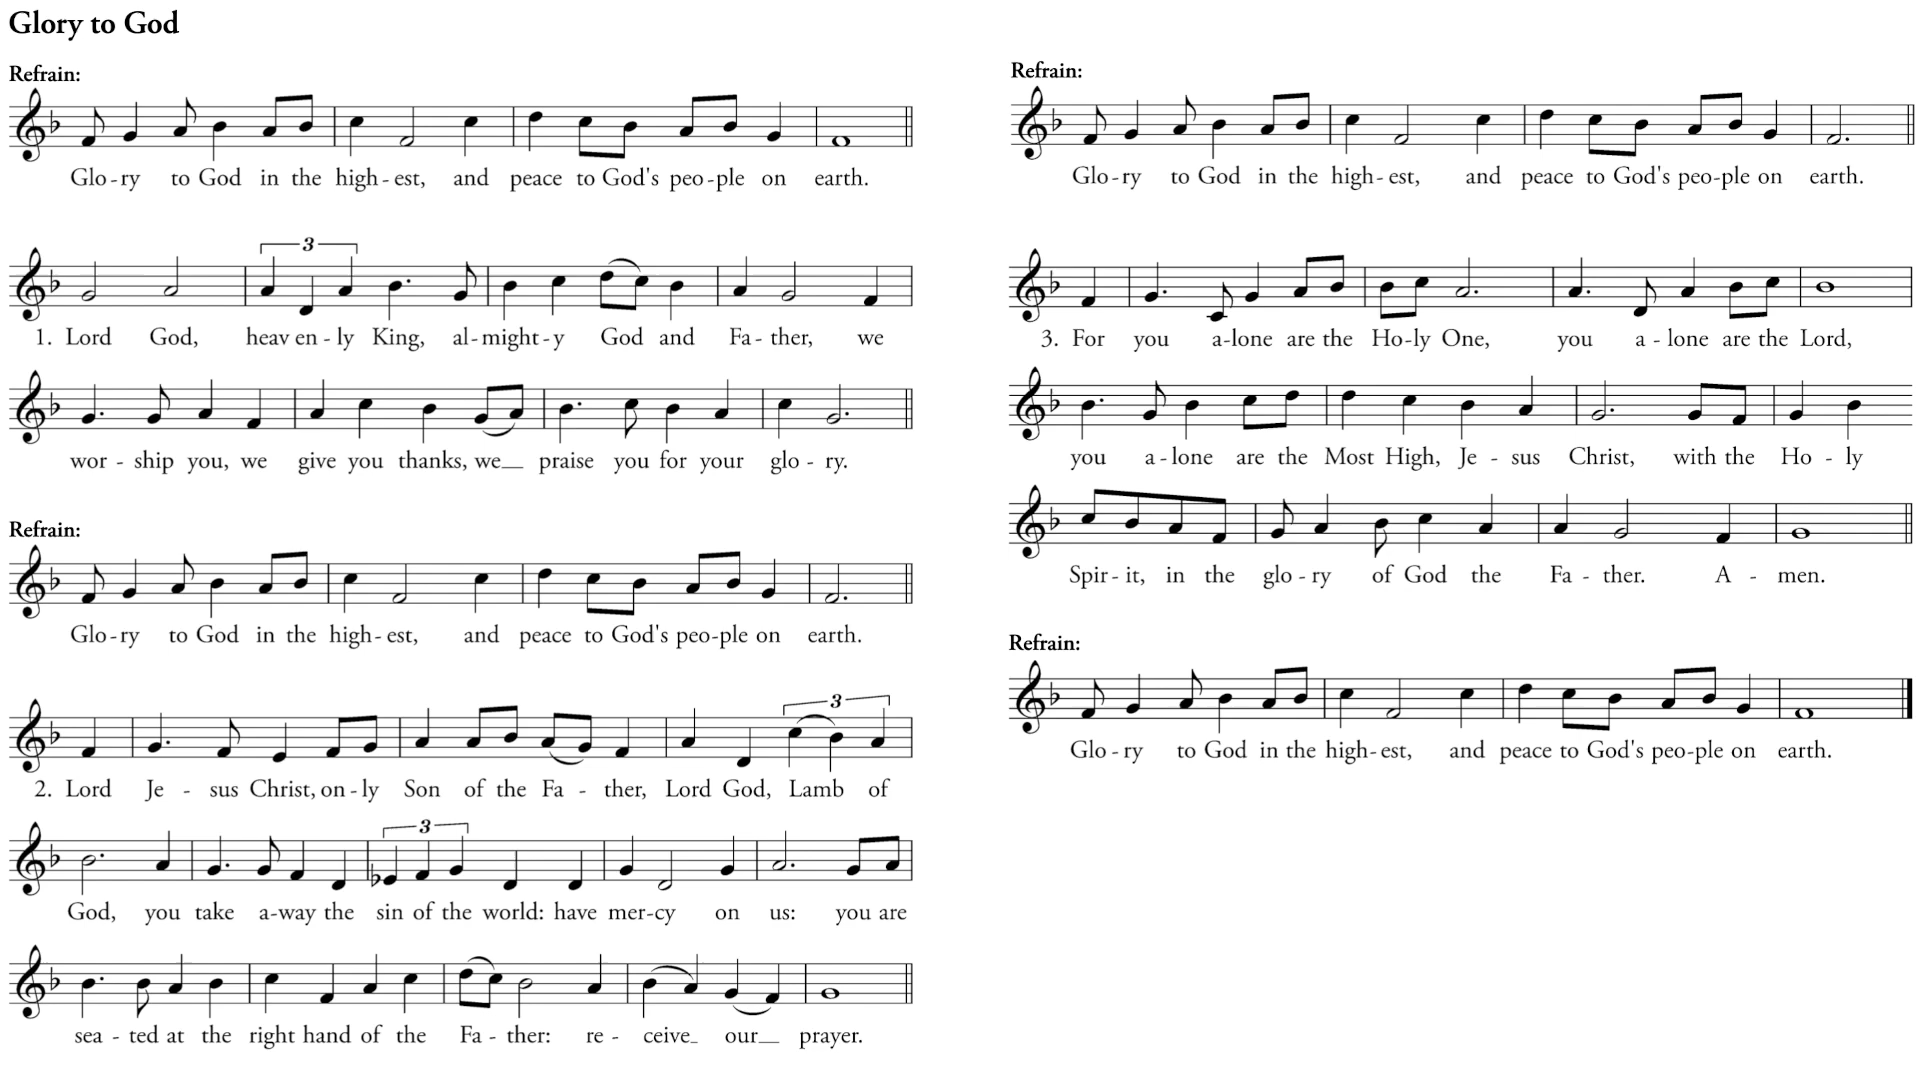 Glory to God
Refrain:
Glo - ry to God in the high - est, and peace to God's peo - ple on earth.
3
1. Lord God, heav en - ly King, al - might - y God and Fa - ther, we
wor - ship you, we give you thanks, we praise you for your glo - ry.
Refrain:
Glo - ry to God in the high - est, and peace to God's peo - ple on earth.
3
2. Lord Je - sus Christ, on - ly Son of the Fa - ther, Lord God, Lamb of
3
God, you take a - way the sin of the world: have mer - cy on us: you are
sea - ted at the right hand of the Fa - ther: re - ceive our prayer.
Refrain:
Glo - ry to God in the high - est, and peace to God's peo - ple on earth.
3. For you a - lone are the Ho - ly One, you a - lone are the Lord,
you a - lone are the Most High, Je - sus Christ, with the Ho - ly
Spir - it, in the glo - ry of God the Fa - ther. A - men.
Refrain:
Glo - ry to God in the high - est, and peace to God's peo - ple on earth.